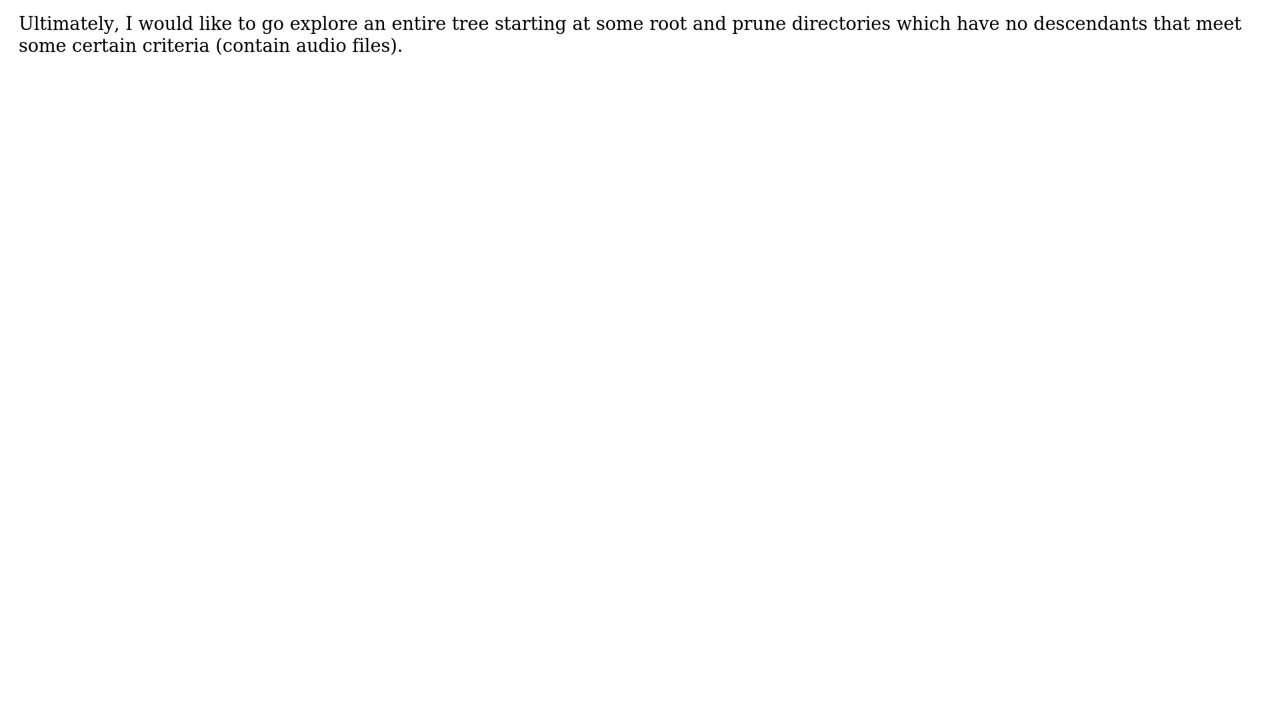 Ultimately, I would like to go explore an entire tree starting at some root and prune directories which have no descendants that meet
some certain criteria (contain audio files).